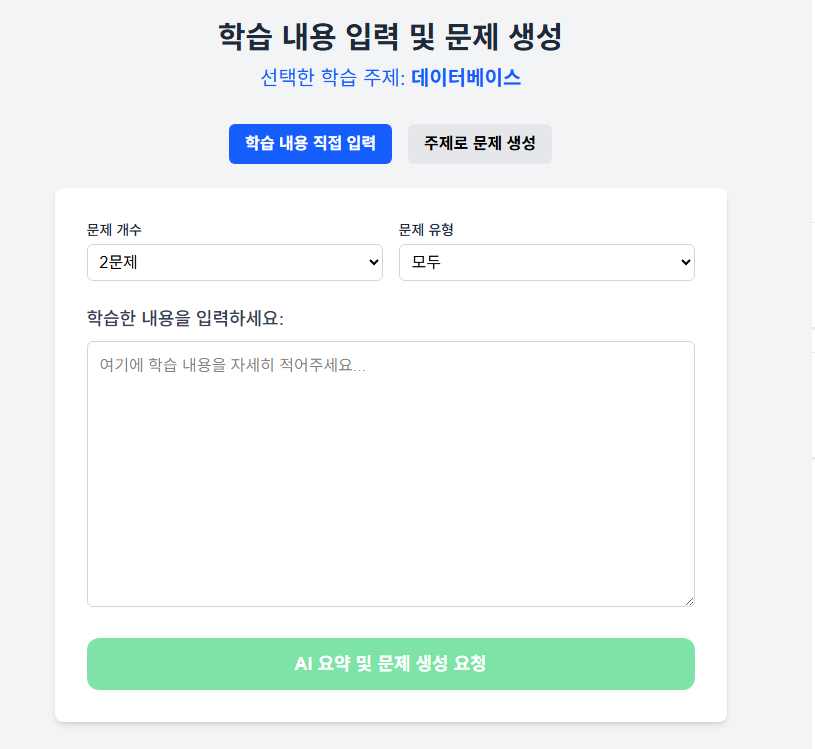 학습 내용 입력 및 문제 생성
선택한 학습 주제: 데이터베이스
학습 내용 직접 입력
주제로 문제 생성
문제 개수
문제 유형
2문제
모두
학습한 내용을 입력하세요:
여기에 학습 내용을 자세히 적어주세요...
AI 요약 및 문제 생성 요청